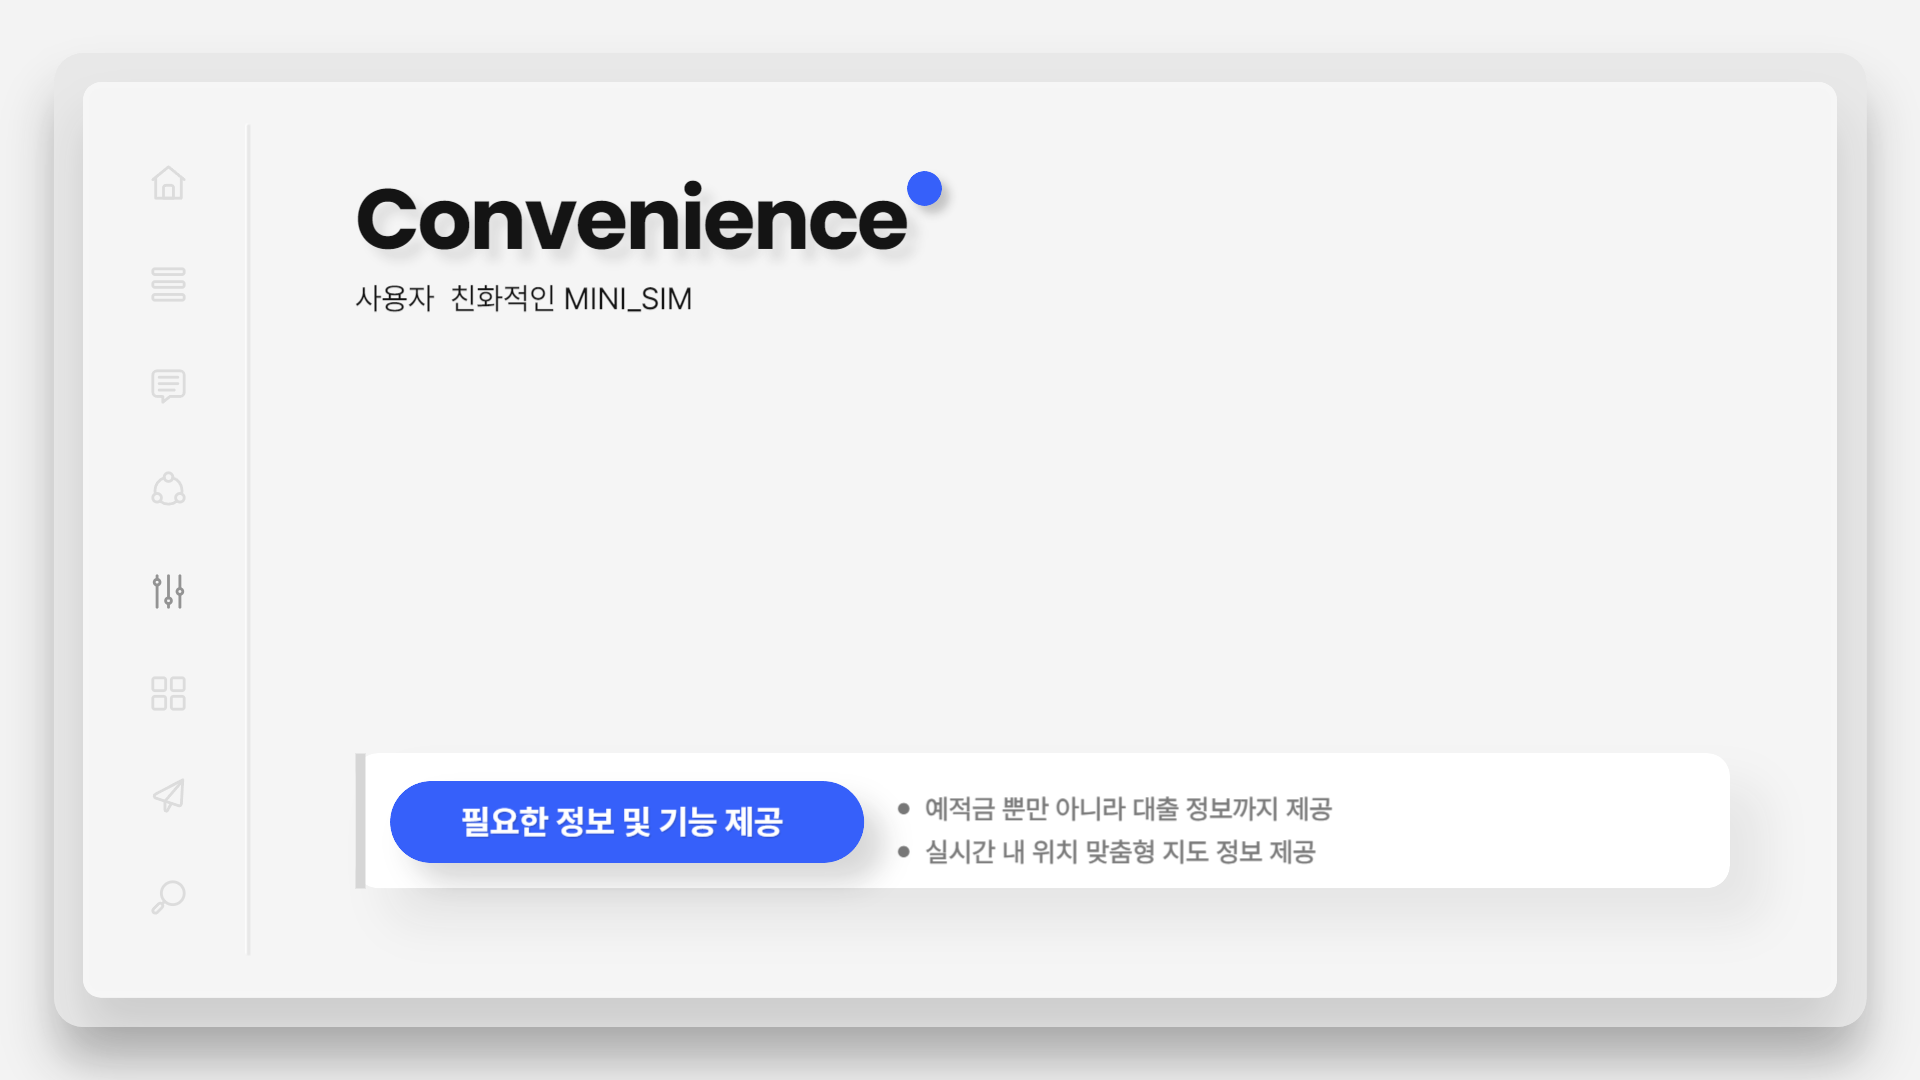 Convenience
사용자 친화적인 MINI_SIM
필요한 정보 및 기능 제공
• 예적금 뿐만 아니라 대출 정보까지 제공
• 실시간 내 위치 맞춤형 지도 정보 제공